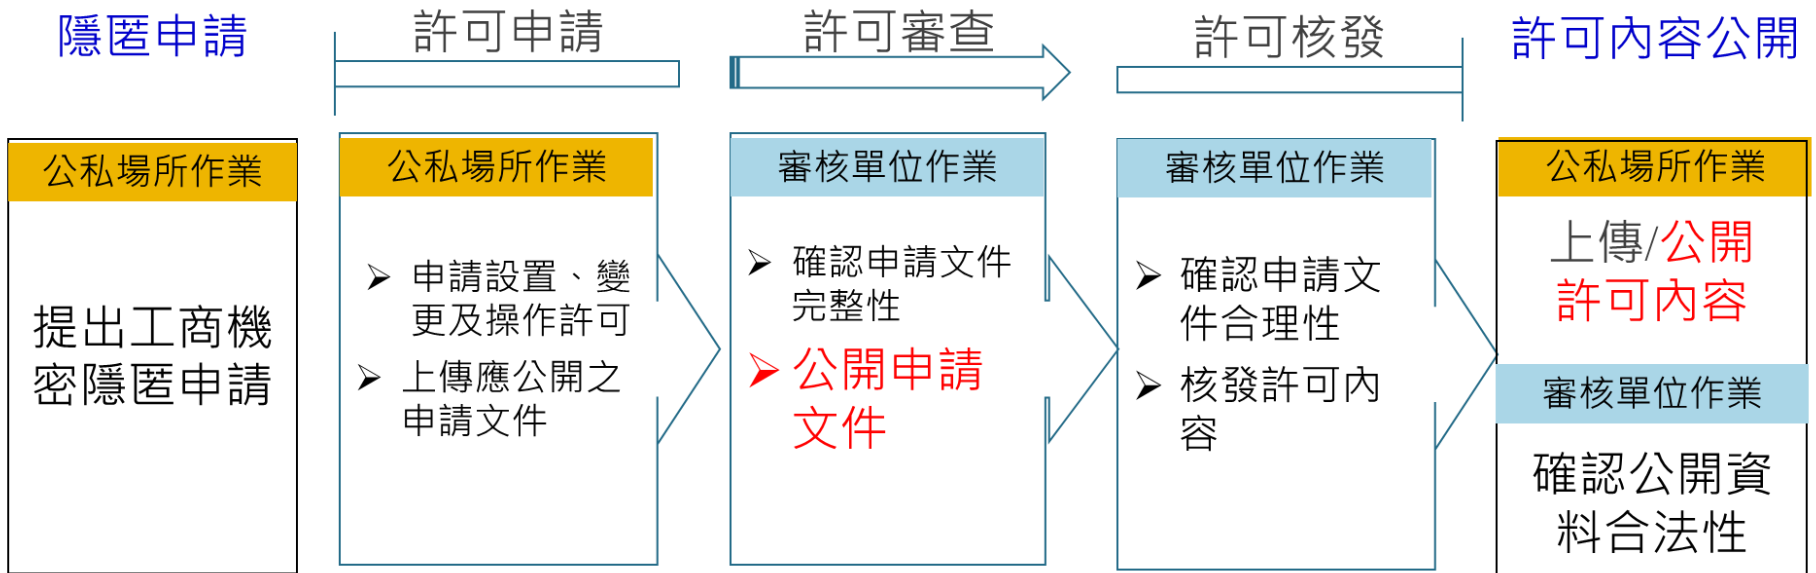 隱匿申請
許可申請
許可審查
許可核發
許可內容公開
公私場所作業
提出工商機
密隱匿申請
公私場所作業
申請設置、變
更及操作許可
上傳應公開之
申請文件
審核單位作業
確認申請文件
完整性
公開申請
文件
審核單位作業
確認申請文
件合理性
核發許可內
容
公私場所作業
上傳/公開
許可內容
審核單位作業
確認公開資
料合法性